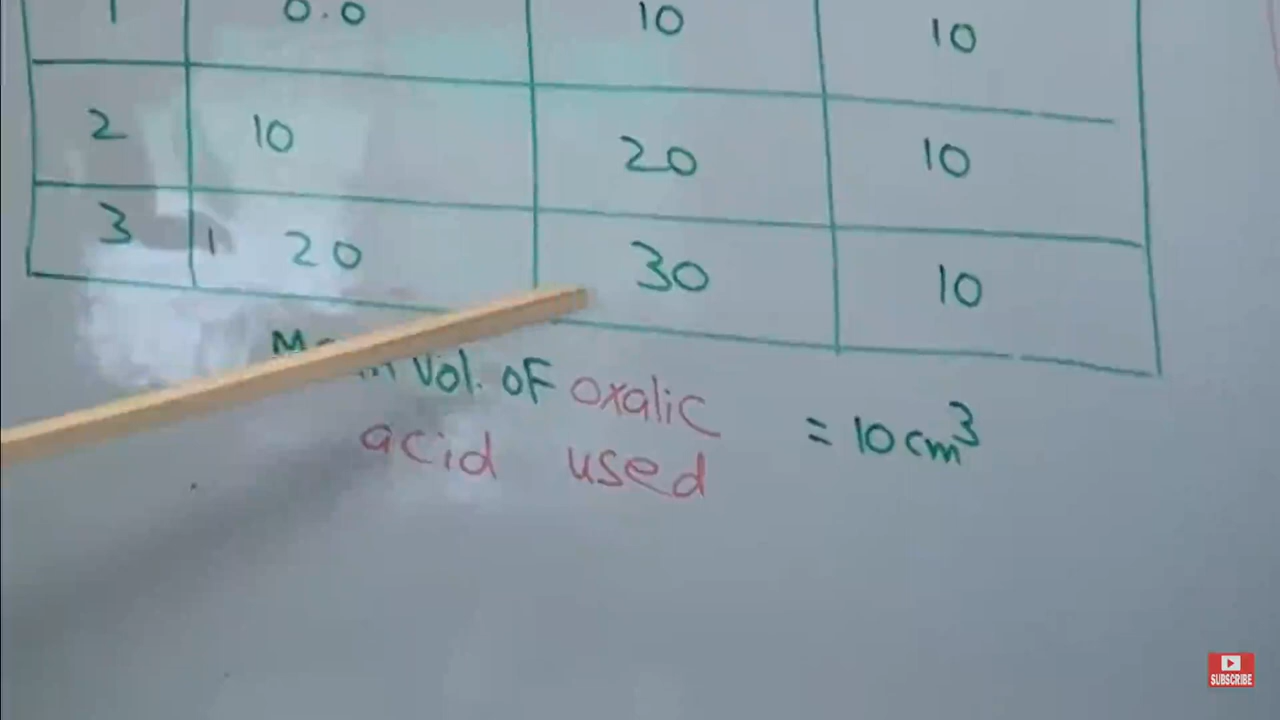 1 0.0 10 10
2 10 20 10
3 20 30 10
Vol. of oxalic
acid used = 10 cm³
SUBSCRIBE